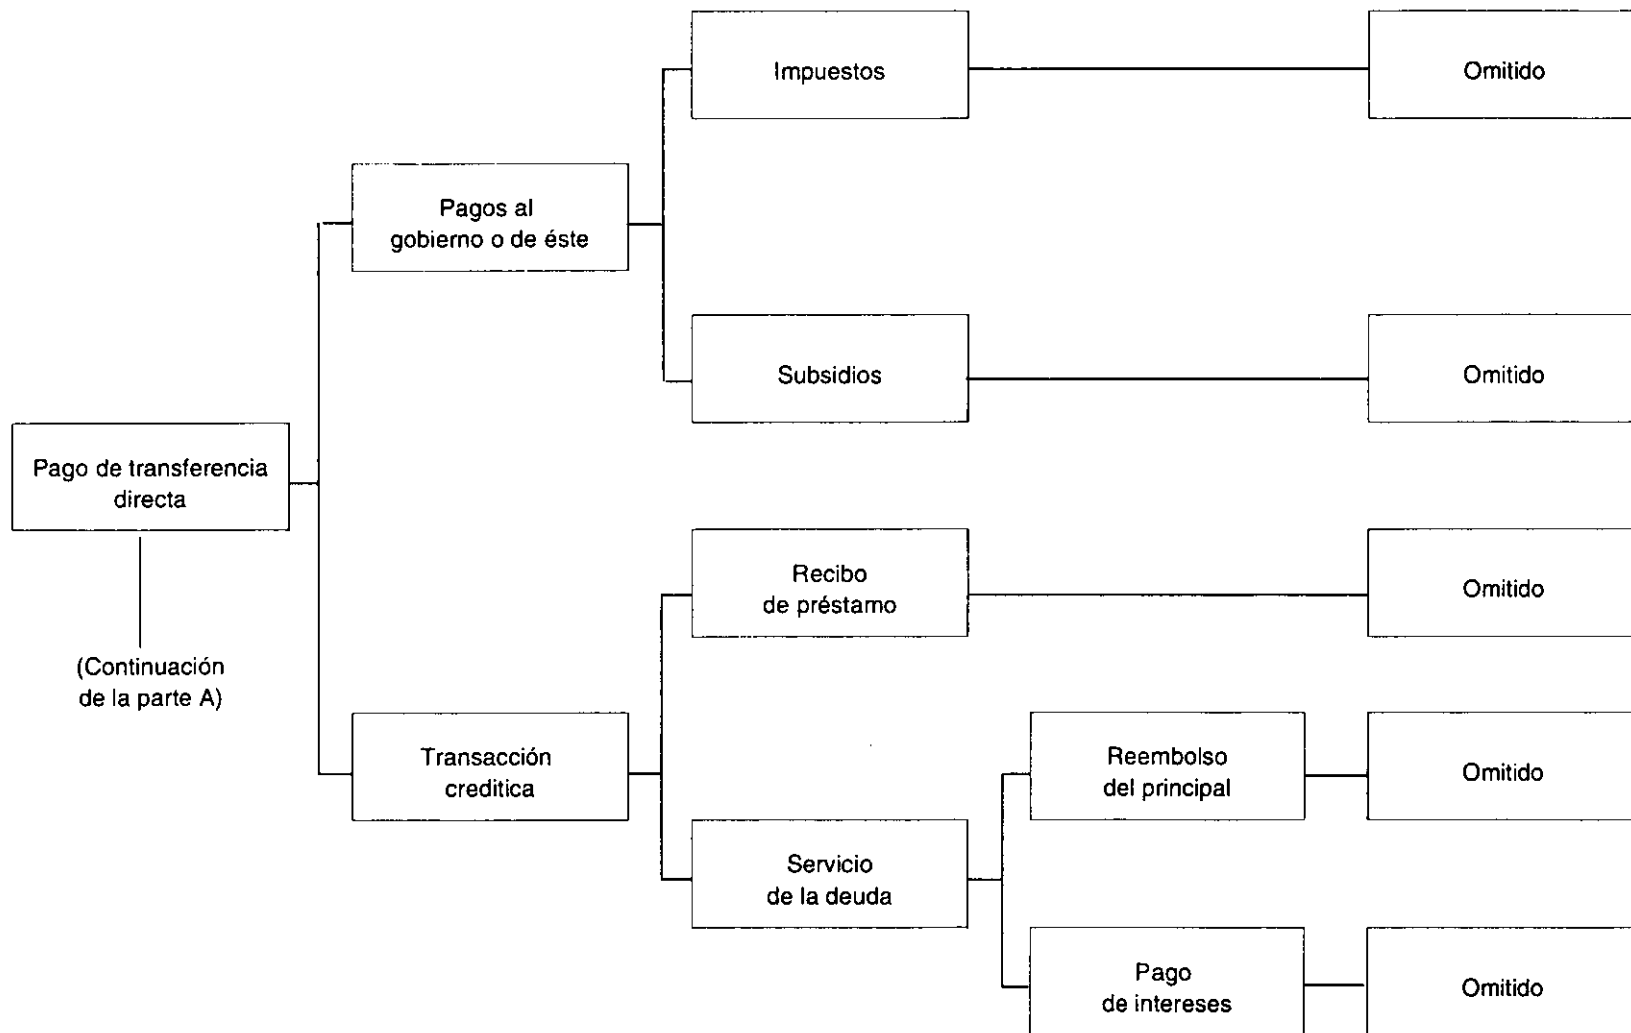 Impuestos
Omitido
Pagos al
gobierno o de éste
Subsidios
Omitido
Pago de transferencia
directa
(Continuación
de la parte A)
Recibo
de préstamo
Omitido
Transacción
creditica
Reembolso
del principal
Omitido
Servicio
de la deuda
Pago
de intereses
Omitido